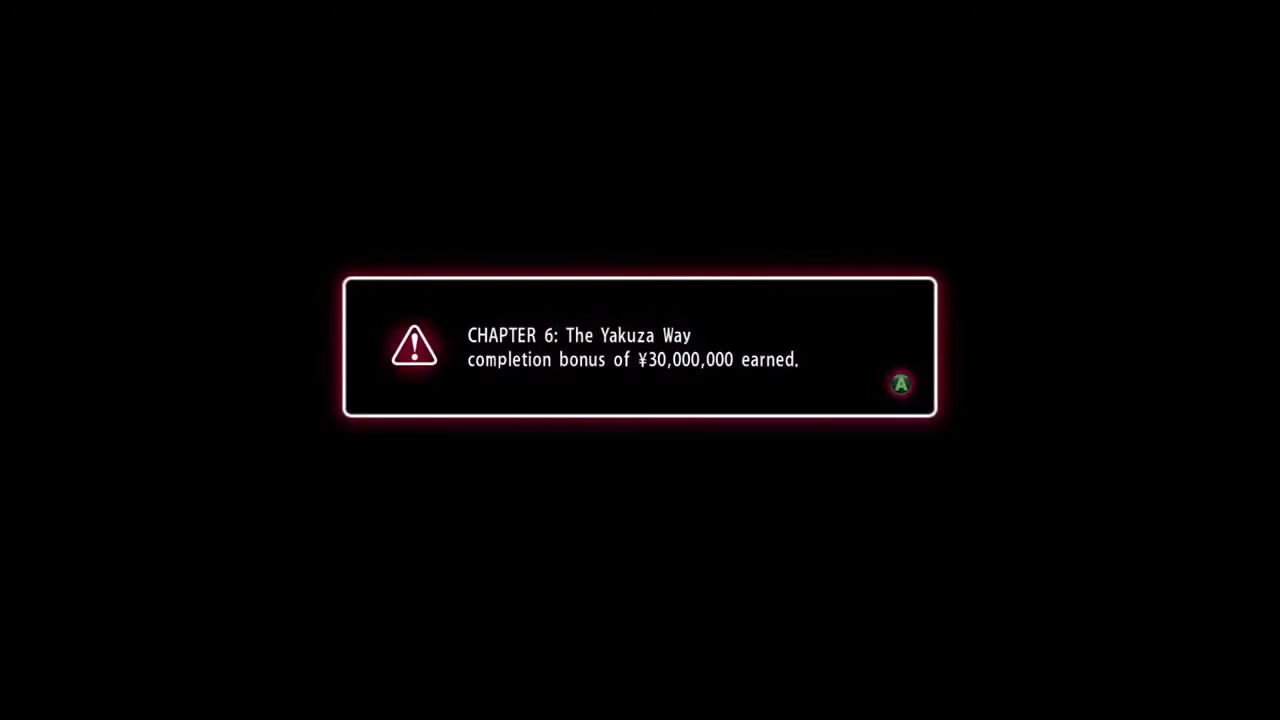 CHAPTER 6: The Yakuza Way
completion bonus of ¥30,000,000 earned.
A